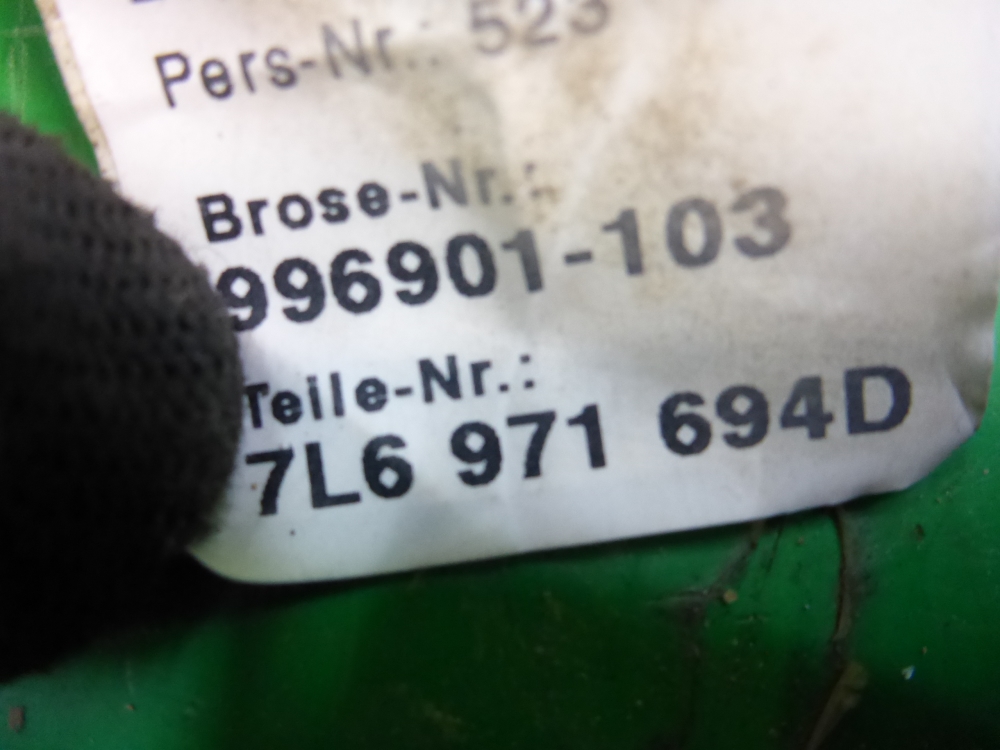 Pers-Nr.: 523
Brose-Nr.:
996901-103
Teile-Nr.:
7L6 971 694D